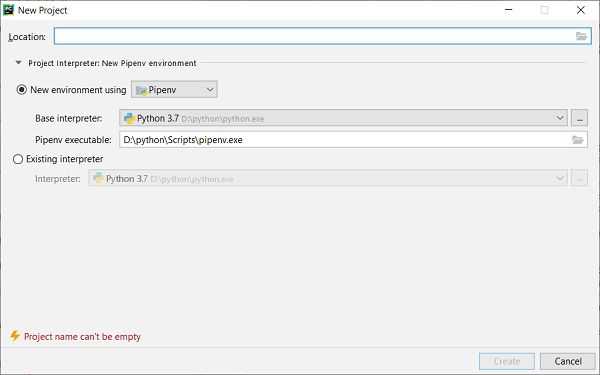 PC New Project
Location:
Project Interpreter: New Pipenv environment
New environment using Pipenv
Base interpreter: Python 3.7 D:\python\python.exe ...
Pipenv executable: D:\python\Scripts\pipenv.exe
Existing interpreter
Interpreter: Python 3.7 D:\python\python.exe ...
Project name can't be empty
Create Cancel